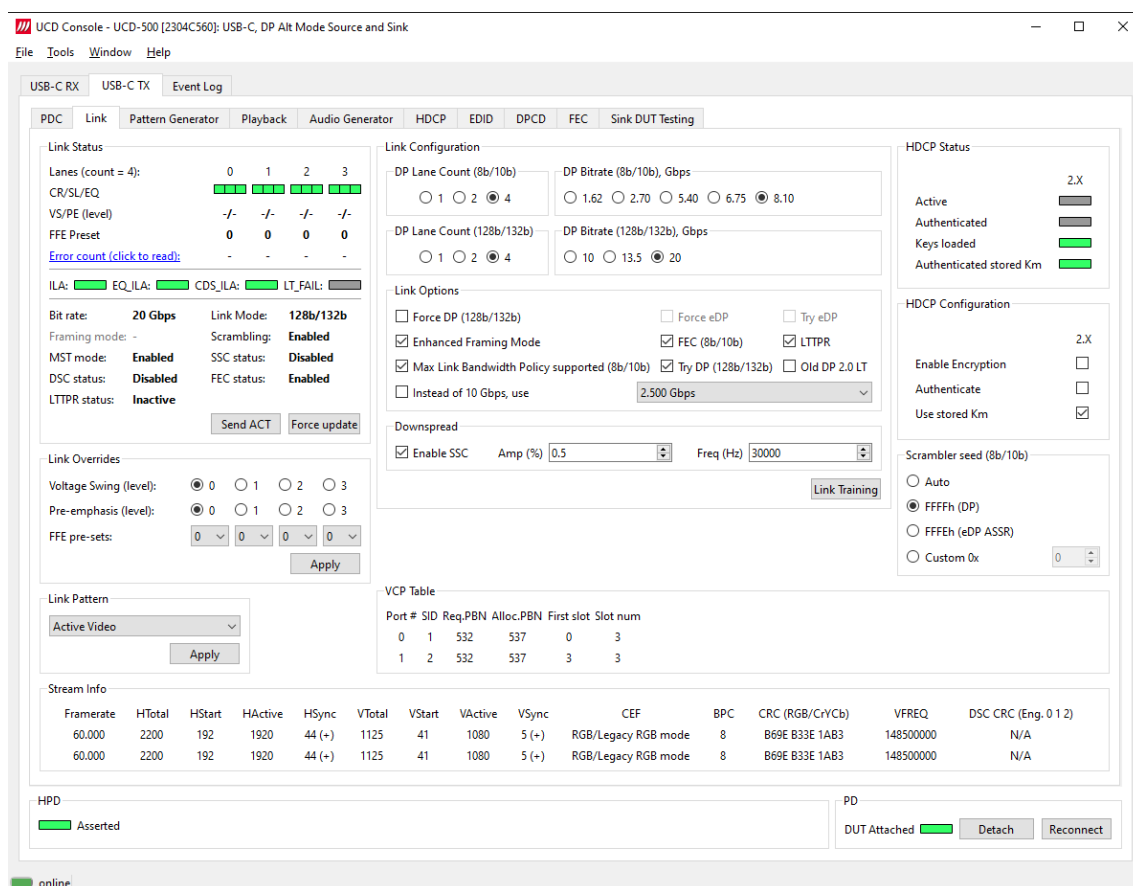 UCD Console - UCD-500 [2304C560]: USB-C, DP Alt Mode Source and Sink
File Tools Window Help
USB-C RX USB-C TX Event Log
PDC Link Pattern Generator Playback Audio Generator HDCP EDID DPCD FEC Sink DUT Testing
Link Status
Lanes (count = 4): 0 1 2 3
CR/SL/EQ
VS/PE (level) -/- -/- -/- -/-
FFE Preset 0 0 0 0
Error count (click to read): - - - -
ILA: EQ_ILA: CDS_ILA: LT_FAIL:
Bit rate: 20 Gbps Link Mode: 128b/132b
Framing mode: - Scrambling: Enabled
MST mode: Enabled SSC status: Disabled
DSC status: Disabled FEC status: Enabled
LTTPR status: Inactive
Send ACT Force update
Link Overrides
Voltage Swing (level): 0 1 2 3
Pre-emphasis (level): 0 1 2 3
FFE pre-sets: 0 0 0 0
Apply
Link Pattern
Active Video
Apply
Link Configuration
DP Lane Count (8b/10b) DP Bitrate (8b/10b), Gbps
1 2 4 1.62 2.70 5.40 6.75 8.10
DP Lane Count (128b/132b) DP Bitrate (128b/132b), Gbps
1 2 4 10 13.5 20
Link Options
Force DP (128b/132b) Force eDP Try eDP
Enhanced Framing Mode FEC (8b/10b) LTTPR
Max Link Bandwidth Policy supported (8b/10b) Try DP (128b/132b) Old DP 2.0 LT
Instead of 10 Gbps, use 2.500 Gbps
Downspread
Enable SSC Amp (%) 0.5 Freq (Hz) 30000
Link Training
HDCP Status
2.X
Active
Authenticated
Keys loaded
Authenticated stored Km
HDCP Configuration
2.X
Enable Encryption
Authenticate
Use stored Km
Scrambler seed (8b/10b)
Auto
FFFFh (DP)
FFFEh (eDP ASSR)
Custom 0x 0
VCP Table
Port # SID Req.PBN Alloc.PBN First slot Slot num
0 1 532 537 0 3
1 2 532 537 3 3
Stream Info
Framerate HTotal HStart HActive HSync VTotal VStart VActive VSync CEF BPC CRC (RGB/CrYCb) VFREQ DSC CRC (Eng. 0 1 2)
60.000 2200 192 1920 44 (+) 1125 41 1080 5 (+) RGB/Legacy RGB mode 8 B69E B33E 1AB3 148500000 N/A
60.000 2200 192 1920 44 (+) 1125 41 1080 5 (+) RGB/Legacy RGB mode 8 B69E B33E 1AB3 148500000 N/A
HPD
Asserted
PD
DUT Attached Detach Reconnect
online